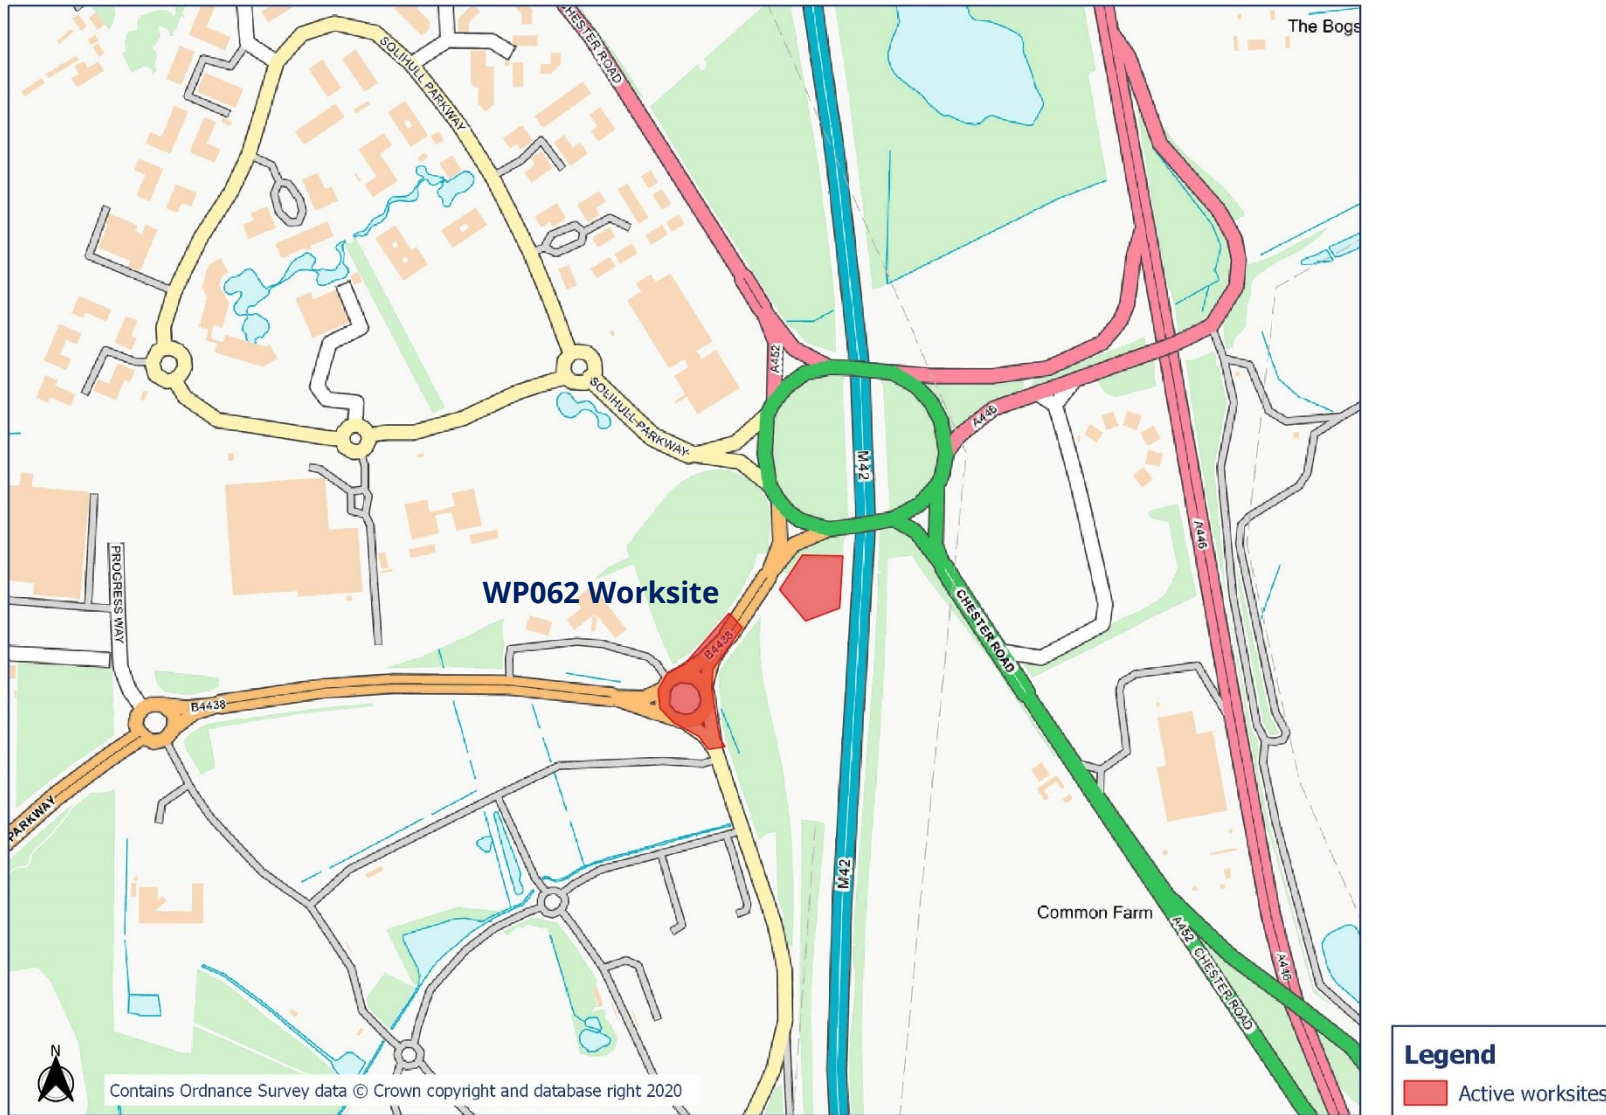 The Bogs
CHESTER ROAD
SOLIHULL PARKWAY
A452
SOLIHULL PARKWAY
A446
M42
A446
PROGRESS WAY
WP062 Worksite
CHESTER ROAD
B4438
B4438
PARKWAY
M42
Common Farm
A452 CHESTER ROAD
A446
N
Contains Ordnance Survey data © Crown copyright and database right 2020
Legend
Active worksites